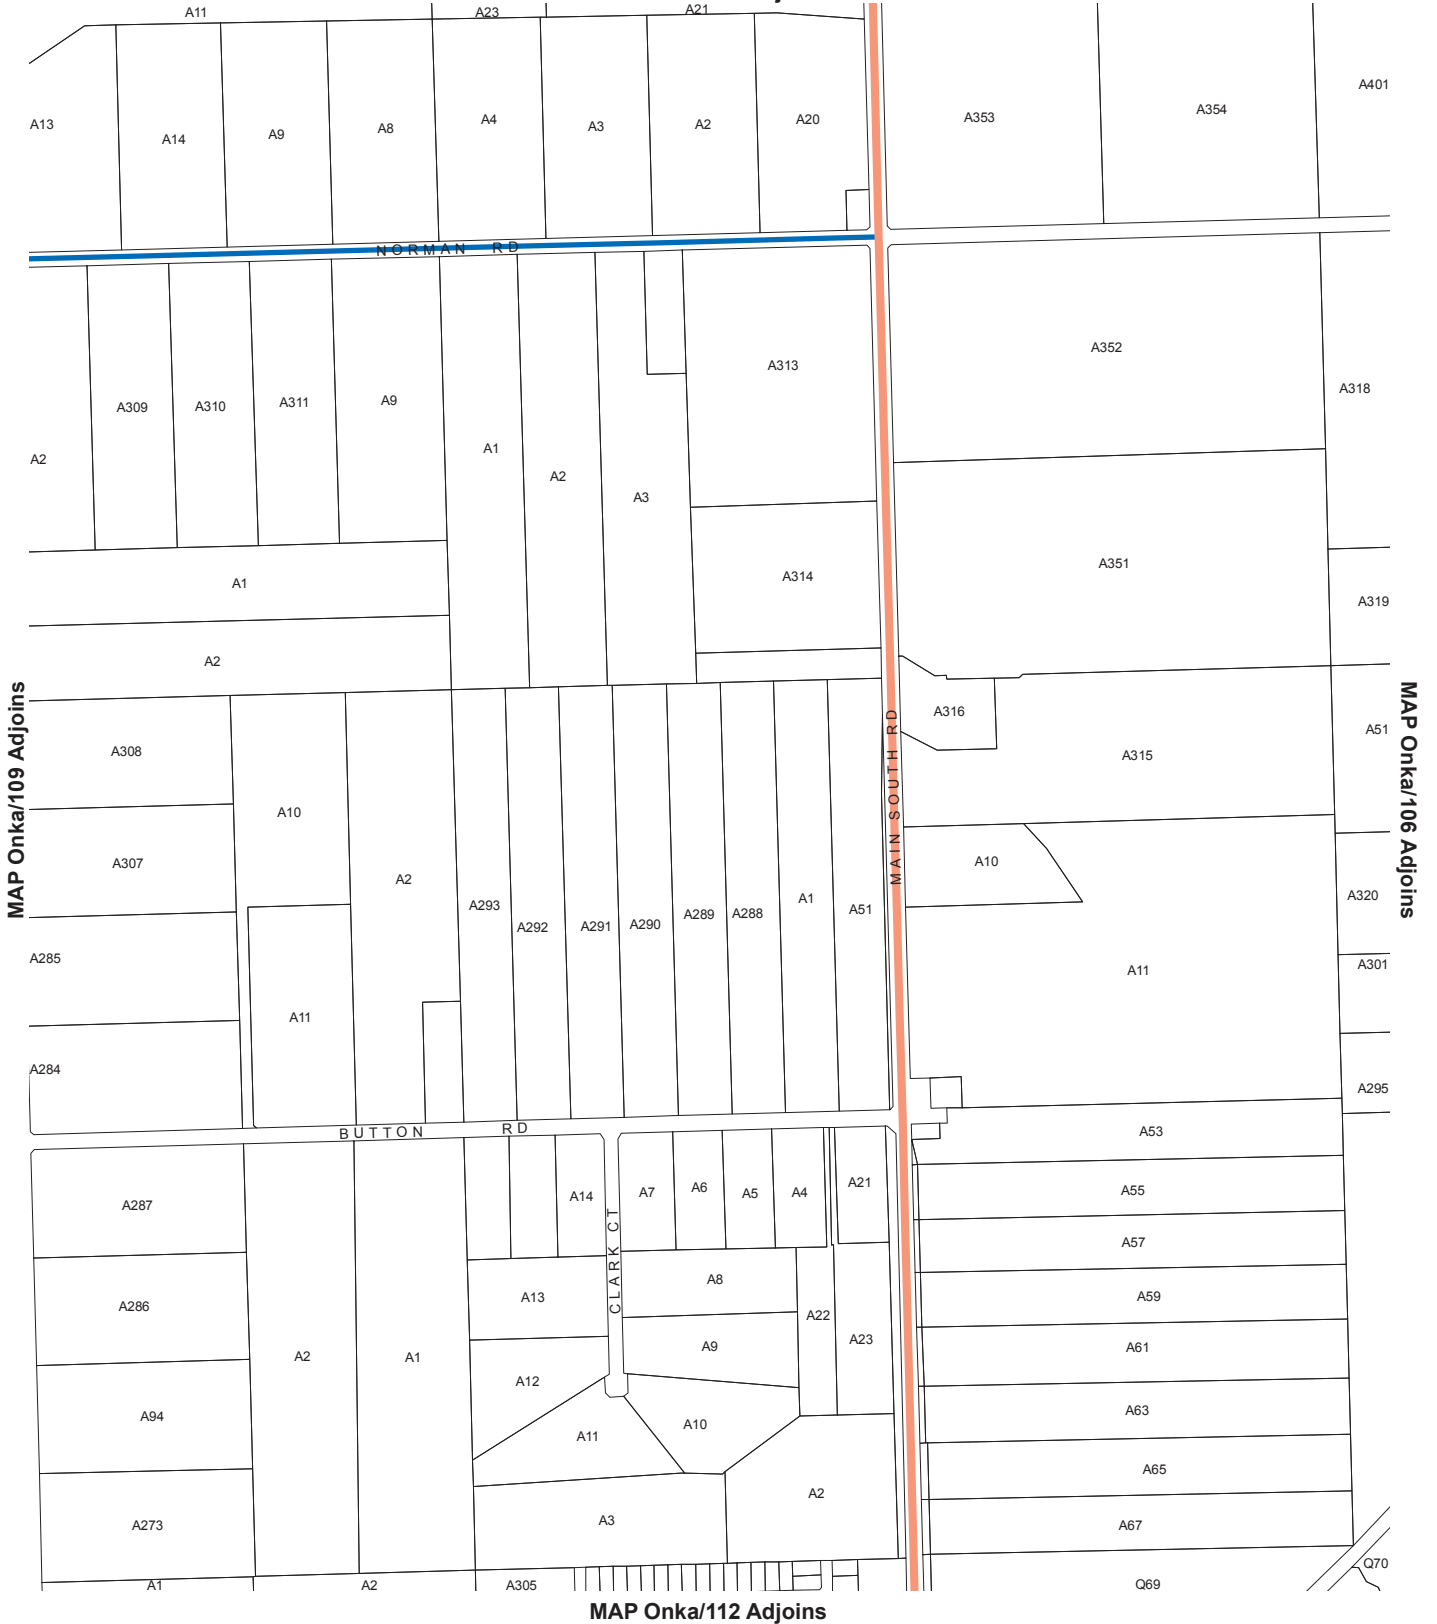 A11
A23
A21
A13
A14
A9
A8
A4
A3
A2
A20
A353
A354
A401
NORMAN RD
A2
A309
A310
A311
A9
A1
A2
A3
A313
A314
A352
A318
A351
A319
A1
A2
MAP Onka/109 Adjoins
MAP Onka/106 Adjoins
MAIN SOUTH RD
A316
A315
A51
A308
A307
A10
A2
A293
A292
A291
A290
A289
A288
A1
A51
A10
A320
A285
A11
A11
A301
A284
A295
BUTTON RD
A53
A287
A14
A7
A6
A5
A4
A21
A55
CLARK CT
A57
A286
A13
A8
A22
A23
A59
A2
A1
A12
A9
A61
A94
A11
A10
A63
A273
A3
A2
A65
A67
A1
A2
A305
Q69
Q70
MAP Onka/112 Adjoins